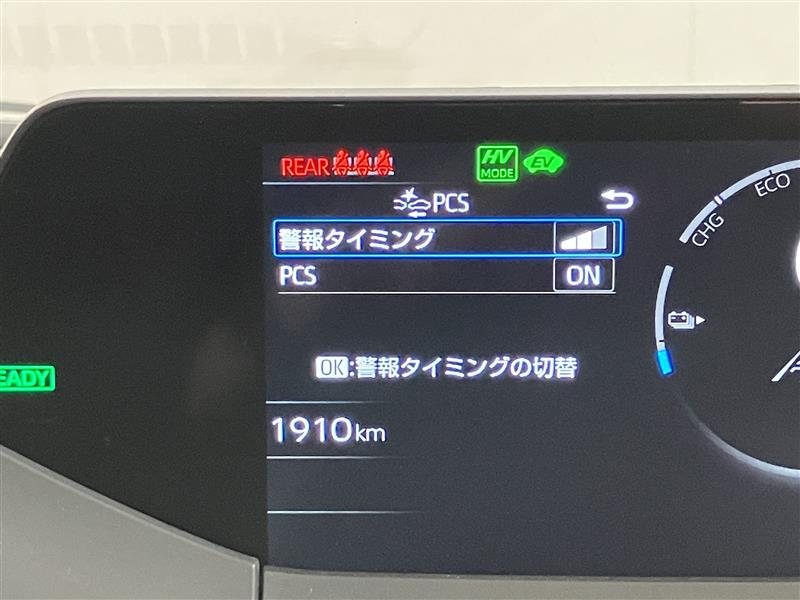 REAR
HV
MODE
EV
PCS
警報タイミング
PCS ON
OK:警報タイミングの切替
1910km
EADY
CHG
ECO